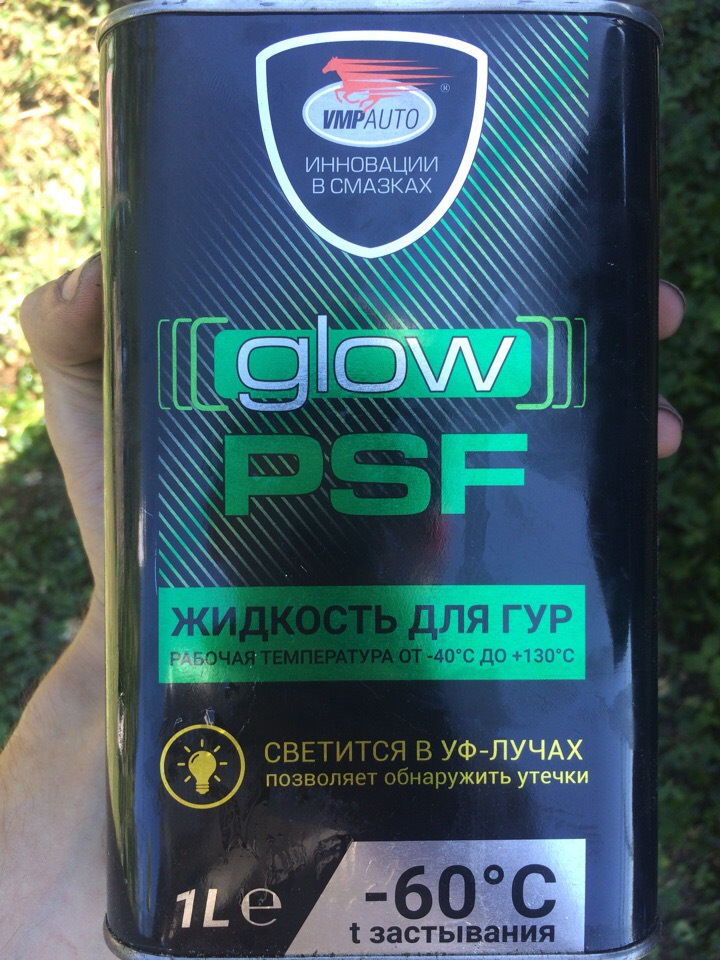 VMPAUTO ®
ИННОВАЦИИ
В СМАЗКАХ
glow
PSF
ЖИДКОСТЬ ДЛЯ ГУР
РАБОЧАЯ ТЕМПЕРАТУРА ОТ -40°C ДО +130°C
СВЕТИТСЯ В УФ-ЛУЧАХ
позволяет обнаружить утечки
1L ℮
-60°C
t застывания